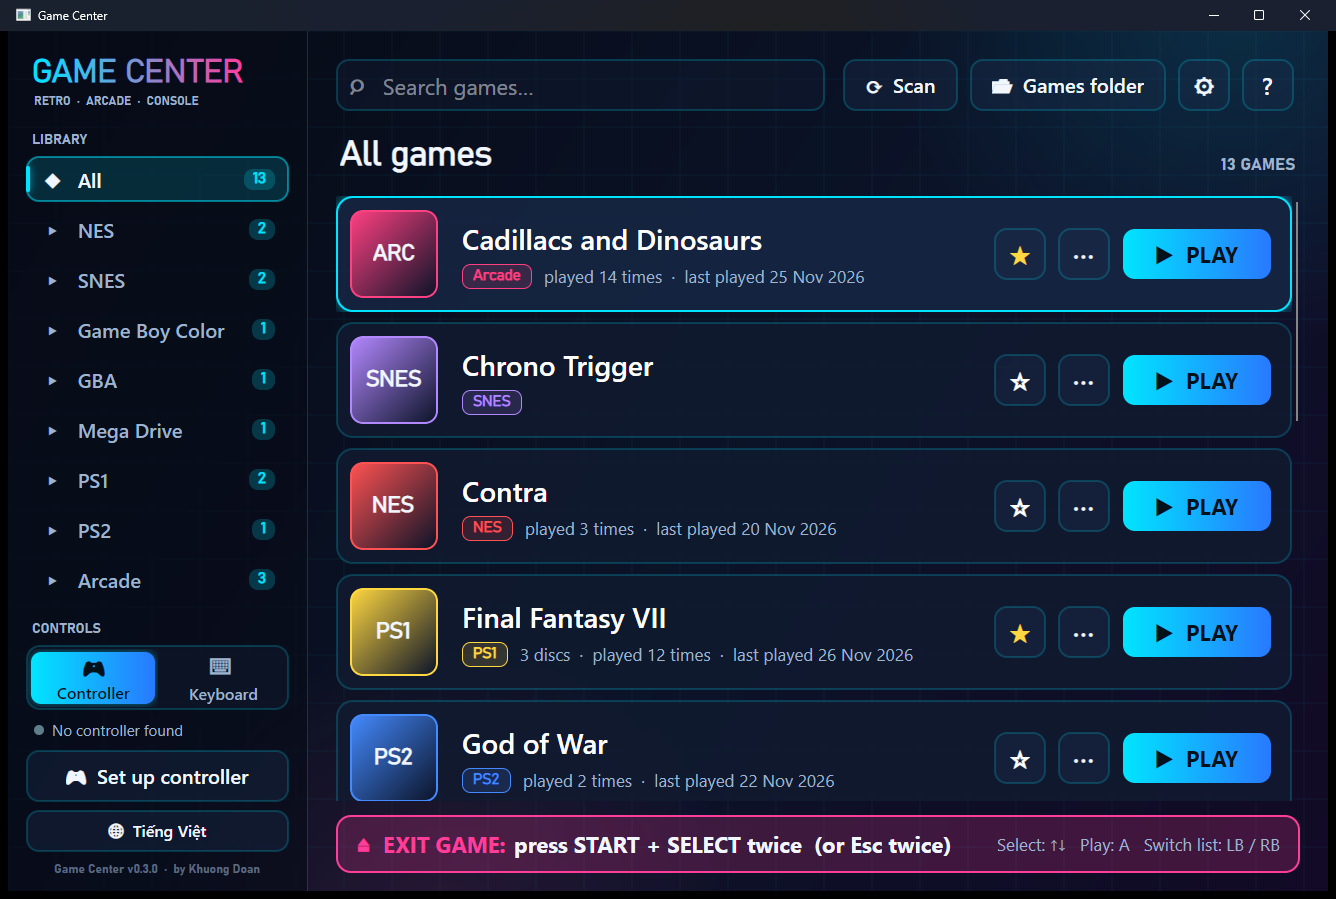 Game Center
GAME CENTER
RETRO · ARCADE · CONSOLE
LIBRARY
All 13
NES 2
SNES 2
Game Boy Color 1
GBA 1
Mega Drive 1
PS1 2
PS2 1
Arcade 3
CONTROLS
Controller
Keyboard
No controller found
Set up controller
Tiếng Việt
Game Center v0.3.0 · by Khuong Doan
Search games...
Scan
Games folder
?
All games
13 GAMES
ARC
Cadillacs and Dinosaurs
Arcade played 14 times · last played 25 Nov 2026
PLAY
SNES
Chrono Trigger
SNES
PLAY
NES
Contra
NES played 3 times · last played 20 Nov 2026
PLAY
PS1
Final Fantasy VII
PS1 3 discs · played 12 times · last played 26 Nov 2026
PLAY
PS2
God of War
PS2 played 2 times · last played 22 Nov 2026
PLAY
EXIT GAME: press START + SELECT twice (or Esc twice)
Select: ↑↓ Play: A Switch list: LB / RB